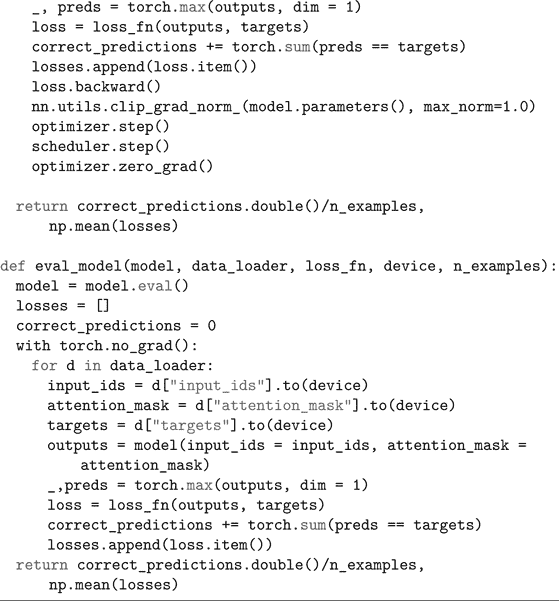 _, preds = torch.max(outputs, dim = 1)
loss = loss_fn(outputs, targets)
correct_predictions += torch.sum(preds == targets)
losses.append(loss.item())
loss.backward()
nn.utils.clip_grad_norm_(model.parameters(), max_norm=1.0)
optimizer.step()
scheduler.step()
optimizer.zero_grad()
return correct_predictions.double()/n_examples,
np.mean(losses)
def eval_model(model, data_loader, loss_fn, device, n_examples):
model = model.eval()
losses = []
correct_predictions = 0
with torch.no_grad():
for d in data_loader:
input_ids = d["input_ids"].to(device)
attention_mask = d["attention_mask"].to(device)
targets = d["targets"].to(device)
outputs = model(input_ids = input_ids, attention_mask =
attention_mask)
_,preds = torch.max(outputs, dim = 1)
loss = loss_fn(outputs, targets)
correct_predictions += torch.sum(preds == targets)
losses.append(loss.item())
return correct_predictions.double()/n_examples,
np.mean(losses)